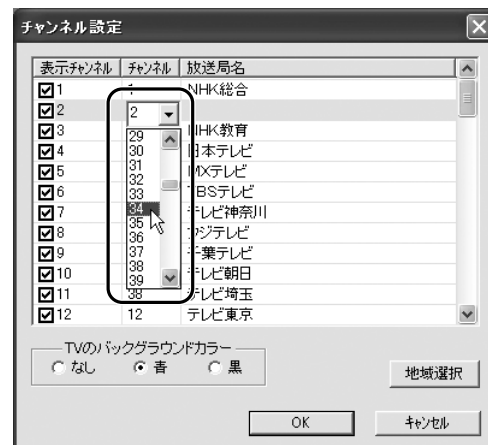 チャンネル設定
表示チャンネル チャンネル 放送局名
1 1 NHK総合
2 2
3 NHK教育
4 日本テレビ
5 MXテレビ
6 TBSテレビ
7 テレビ神奈川
8 フジテレビ
9 千葉テレビ
10 テレビ朝日
11 38 テレビ埼玉
12 12 テレビ東京
29
30
31
32
33
34
35
36
37
38
39
TVのバックグラウンドカラー
なし 青 黒
地域選択
OK キャンセル